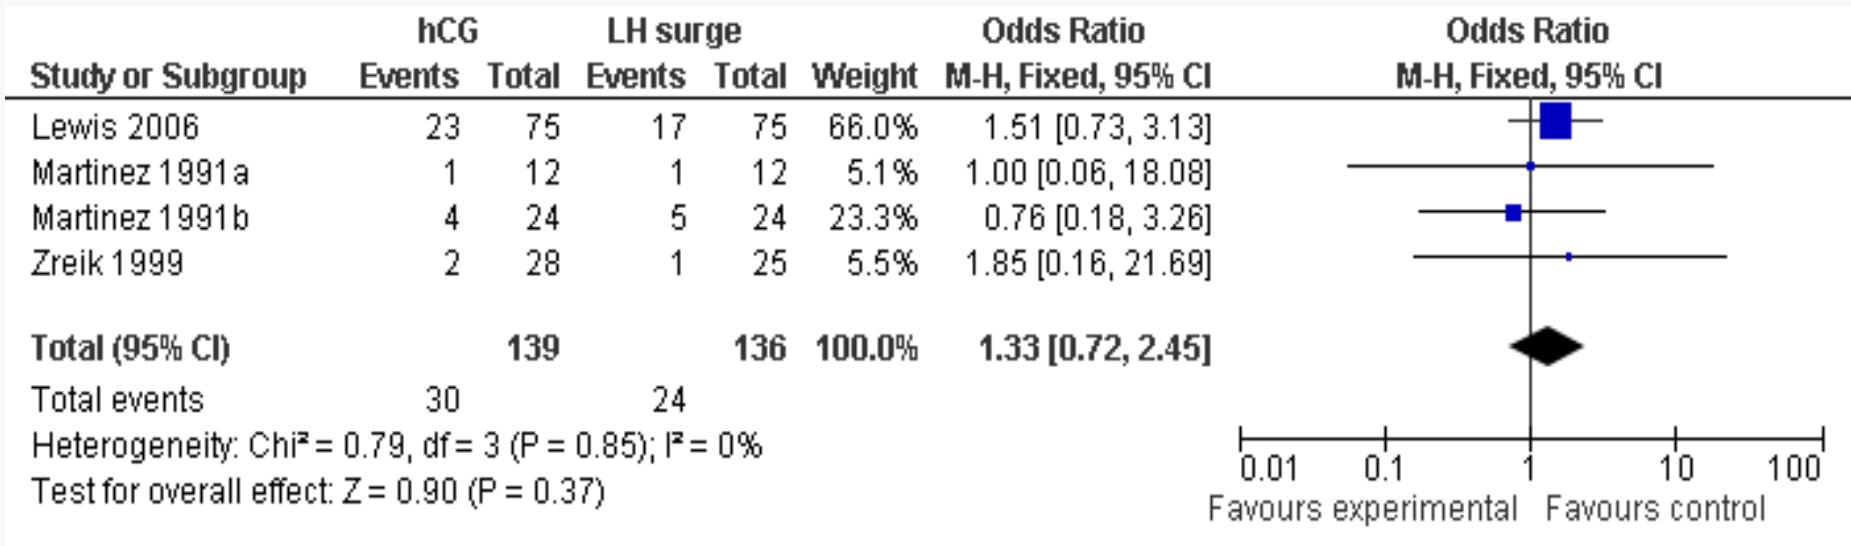 hCG LH surge Odds Ratio Odds Ratio
Study or Subgroup Events Total Events Total Weight M-H, Fixed, 95% CI M-H, Fixed, 95% CI
Lewis 2006 23 75 17 75 66.0% 1.51 [0.73, 3.13]
Martinez 1991a 1 12 1 12 5.1% 1.00 [0.06, 18.08]
Martinez 1991b 4 24 5 24 23.3% 0.76 [0.18, 3.26]
Zreik 1999 2 28 1 25 5.5% 1.85 [0.16, 21.69]
Total (95% CI) 139 136 100.0% 1.33 [0.72, 2.45]
Total events 30 24
Heterogeneity: Chi² = 0.79, df = 3 (P = 0.85); I² = 0%
Test for overall effect: Z = 0.90 (P = 0.37)
0.01 0.1 1 10 100
Favours experimental Favours control